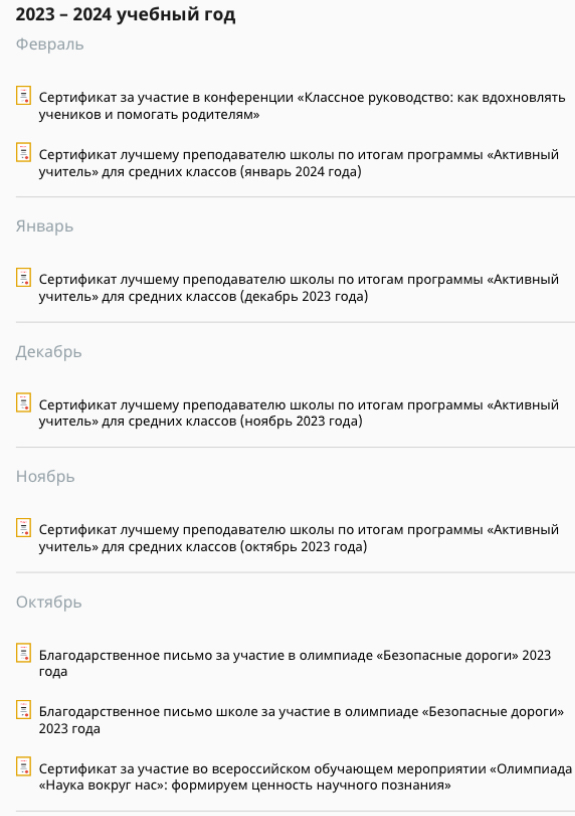 2023 – 2024 учебный год
Февраль
Сертификат за участие в конференции «Классное руководство: как вдохновлять
учеников и помогать родителям»
Сертификат лучшему преподавателю школы по итогам программы «Активный
учитель» для средних классов (январь 2024 года)
Январь
Сертификат лучшему преподавателю школы по итогам программы «Активный
учитель» для средних классов (декабрь 2023 года)
Декабрь
Сертификат лучшему преподавателю школы по итогам программы «Активный
учитель» для средних классов (ноябрь 2023 года)
Ноябрь
Сертификат лучшему преподавателю школы по итогам программы «Активный
учитель» для средних классов (октябрь 2023 года)
Октябрь
Благодарственное письмо за участие в олимпиаде «Безопасные дороги» 2023
года
Благодарственное письмо школе за участие в олимпиаде «Безопасные дороги»
2023 года
Сертификат за участие во всероссийском обучающем мероприятии «Олимпиада
«Наука вокруг нас»: формируем ценность научного познания»